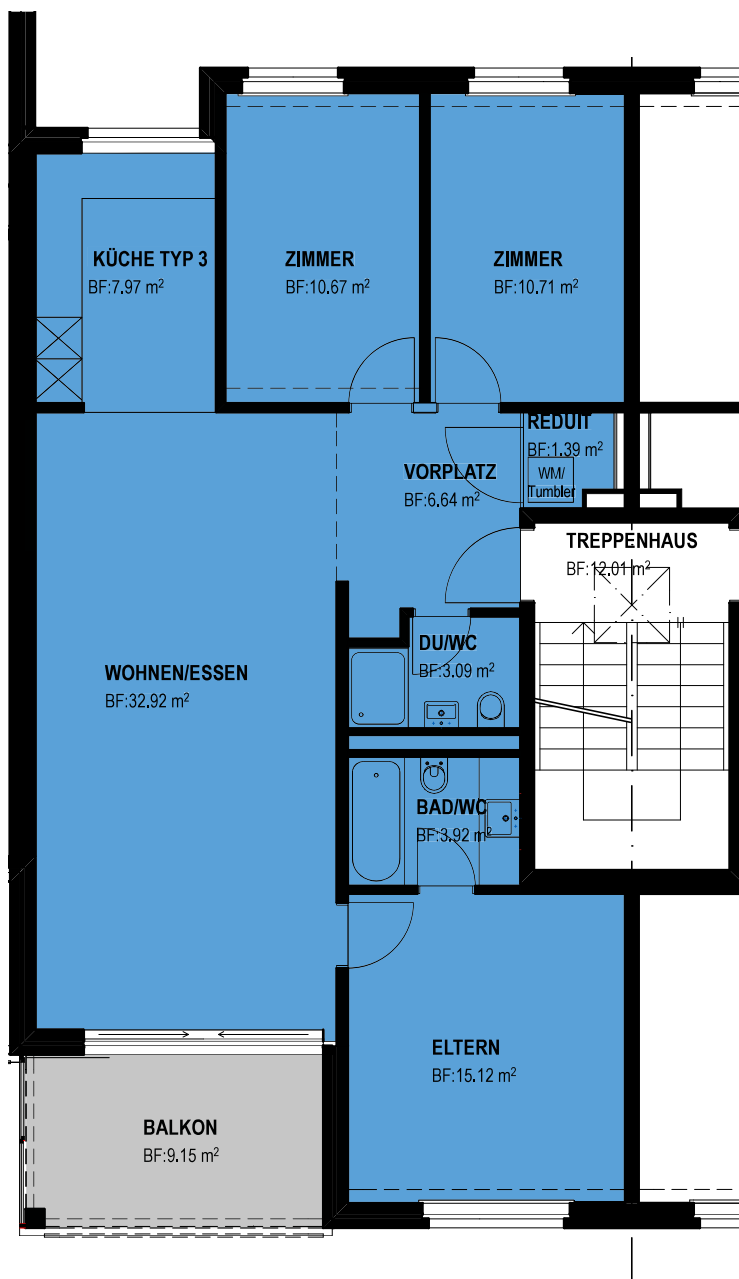 KÜCHE TYP 3
BF:7.97 m²
ZIMMER
BF:10.67 m²
ZIMMER
BF:10.71 m²
REDUIT
BF:1.39 m²
WM/
Tumbler
VORPLATZ
BF:6.64 m²
TREPPENHAUS
BF:12.01 m²
DU/WC
BF:3.09 m²
WOHNEN/ESSEN
BF:32.92 m²
BAD/WC
BF:3.92 m²
ELTERN
BF:15.12 m²
BALKON
BF:9.15 m²